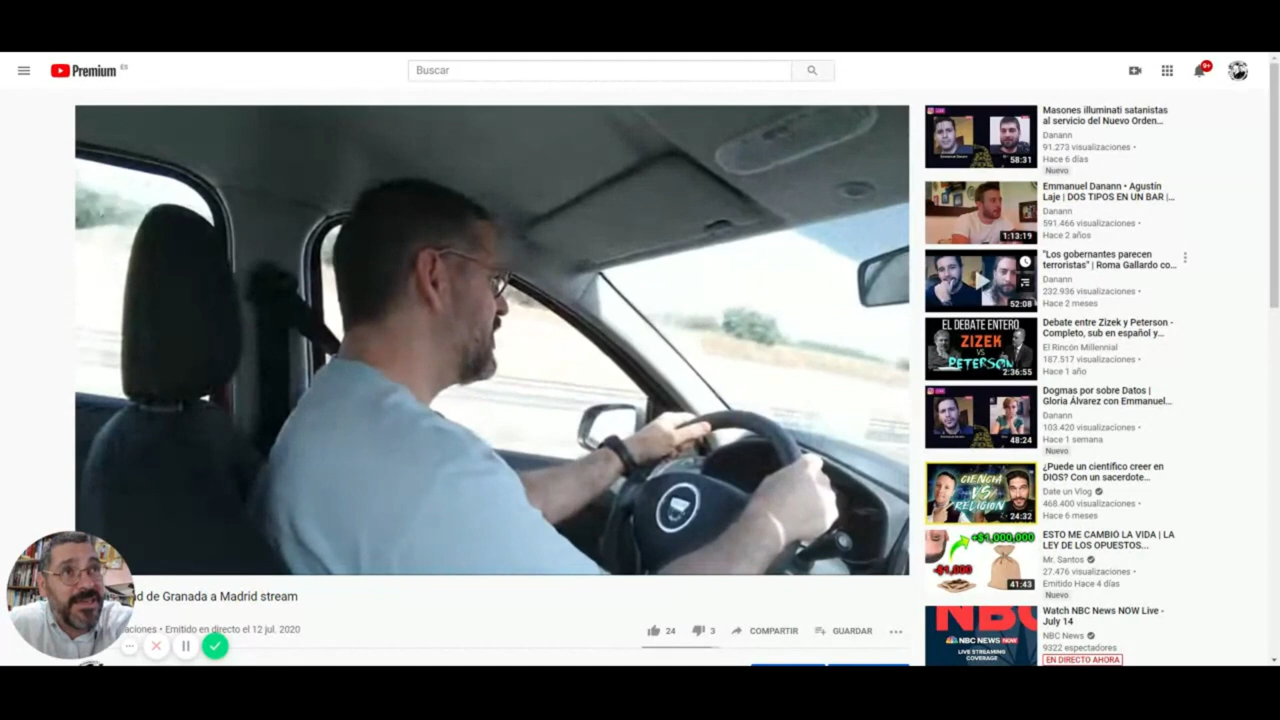 Premium ES
Buscar
9+
Masones illuminati satanistas
al servicio del Nuevo Orden...
Danann
91.273 visualizaciones •
Hace 6 días
Nuevo
58:31
Emmanuel Danann • Agustín
Laje | DOS TIPOS EN UN BAR |...
Danann
591.466 visualizaciones •
Hace 2 años
1:13:19
"Los gobernantes parecen
terroristas" | Roma Gallardo co...
Danann
232.936 visualizaciones •
Hace 2 meses
52:08
EL DEBATE ENTERO
ZIZEK
VS
PETERSON
2:36:55
Debate entre Zizek y Peterson -
Completo, sub en español y...
El Rincón Millennial
187.517 visualizaciones •
Hace 1 año
Dogmas por sobre Datos |
Gloria Álvarez con Emmanuel...
Danann
103.420 visualizaciones •
Hace 1 semana
Nuevo
48:24
CIENCIA
VS
RELIGION
24:32
¿Puede un científico creer en
DIOS? Con un sacerdote...
Date un Vlog
468.400 visualizaciones •
Hace 6 meses
+$1,000,000
-$1,000
41:43
ESTO ME CAMBIÓ LA VIDA | LA
LEY DE LOS OPUESTOS...
Mr. Santos
27.476 visualizaciones •
Emitido Hace 4 días
Nuevo
NBC
NBC NEWS NOW
LIVE STREAMING
COVERAGE
Watch NBC News NOW Live -
July 14
NBC News
9322 espectadores
EN DIRECTO AHORA
de Granada a Madrid stream
• Emitido en directo el 12 jul. 2020
24
3
COMPARTIR
GUARDAR